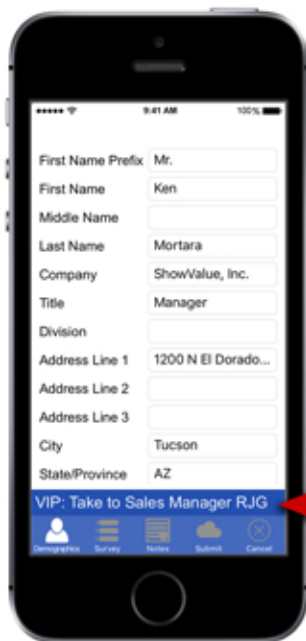 9:41 AM 100%
First Name Prefix Mr.
First Name Ken
Middle Name
Last Name Mortara
Company ShowValue, Inc.
Title Manager
Division
Address Line 1 1200 N El Dorado...
Address Line 2
Address Line 3
City Tucson
State/Province AZ
VIP: Take to Sales Manager RJG
Demographics Survey Notes Submit Cancel